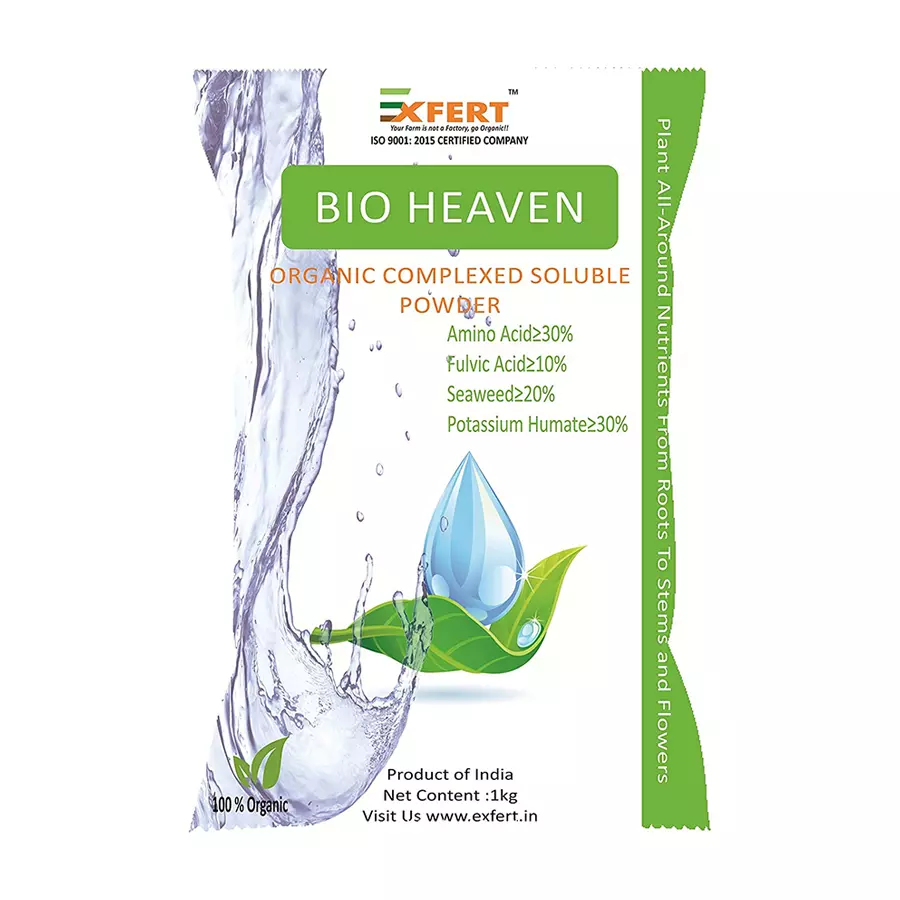 EXFERT™
Your Farm is not a Factory, go Organic!!
ISO 9001: 2015 CERTIFIED COMPANY
BIO HEAVEN
ORGANIC COMPLEXED SOLUBLE
POWDER
Amino Acid≥30%
Fulvic Acid≥10%
Seaweed≥20%
Potassium Humate≥30%
Plant All-Around Nutrients From Roots To Stems and Flowers
100 % Organic
Product of India
Net Content :1kg
Visit Us www.exfert.in